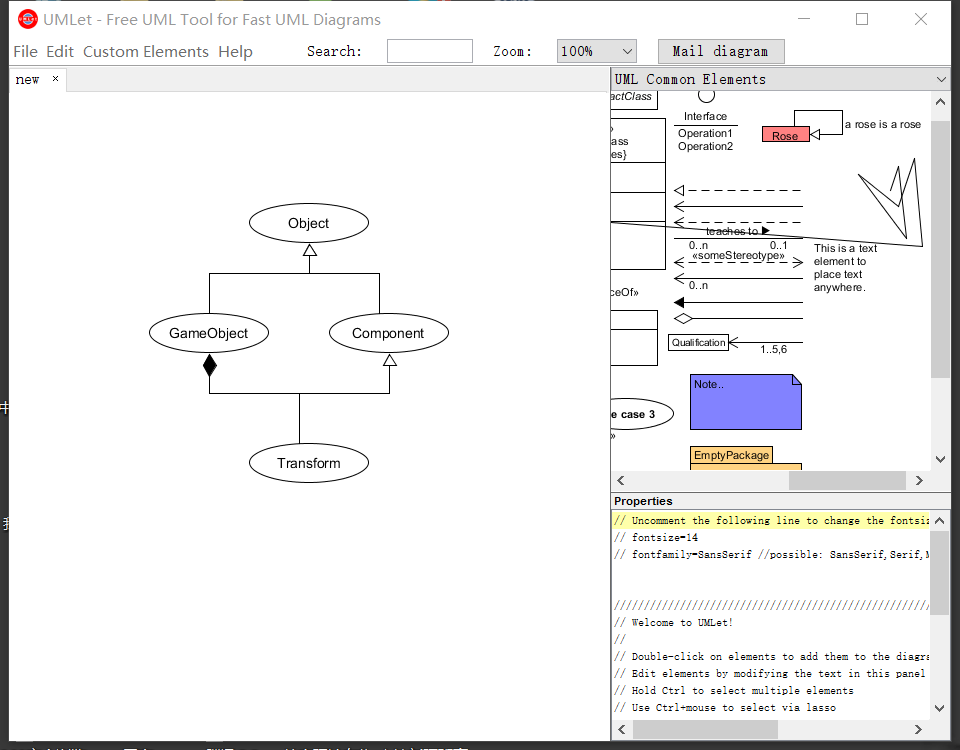 UMLet - Free UML Tool for Fast UML Diagrams
File Edit Custom Elements Help Search: Zoom: 100% Mail diagram
new ×
UML Common Elements
Object
GameObject
Component
Transform
actClass
Interface
Operation1
Operation2
Rose
a rose is a rose
»
ass
es}
teaches to
0..n 0..1
«someStereotype»
0..n
This is a text
element to
place text
anywhere.
ceOf»
Qualification
1..5,6
Note..
e case 3
»
EmptyPackage
Properties
// Uncomment the following line to change the fontsi
// fontsize=14
// fontfamily=SansSerif //possible: SansSerif,Serif,M
//////////////////////////////////////////////////////
// Welcome to UMLet!
//
// Double-click on elements to add them to the diagra
// Edit elements by modifying the text in this panel
// Hold Ctrl to select multiple elements
// Use Ctrl+mouse to select via lasso